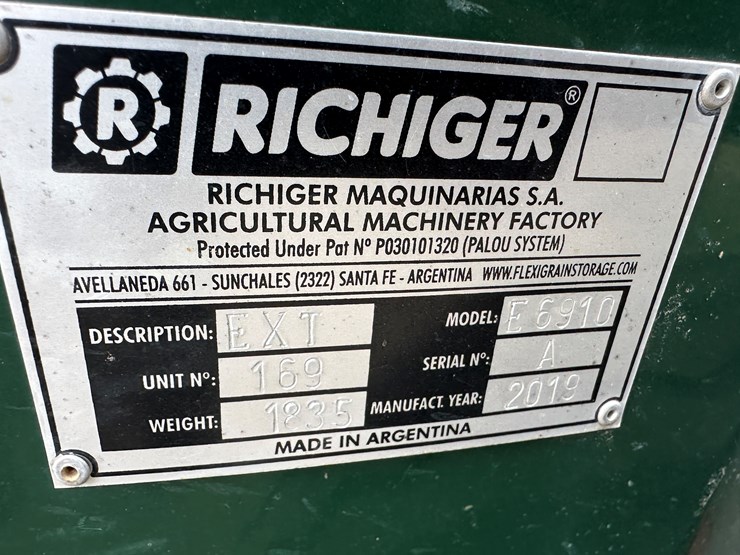 R RICHIGER®
RICHIGER MAQUINARIAS S.A.
AGRICULTURAL MACHINERY FACTORY
Protected Under Pat Nº P030101320 (PALOU SYSTEM)
AVELLANEDA 661 - SUNCHALES (2322) SANTA FE - ARGENTINA WWW.FLEXIGRAINSTORAGE.COM
DESCRIPTION: EXT MODEL: E6910
UNIT Nº: 169 SERIAL Nº: A
WEIGHT: 1835 MANUFACT. YEAR: 2019
MADE IN ARGENTINA